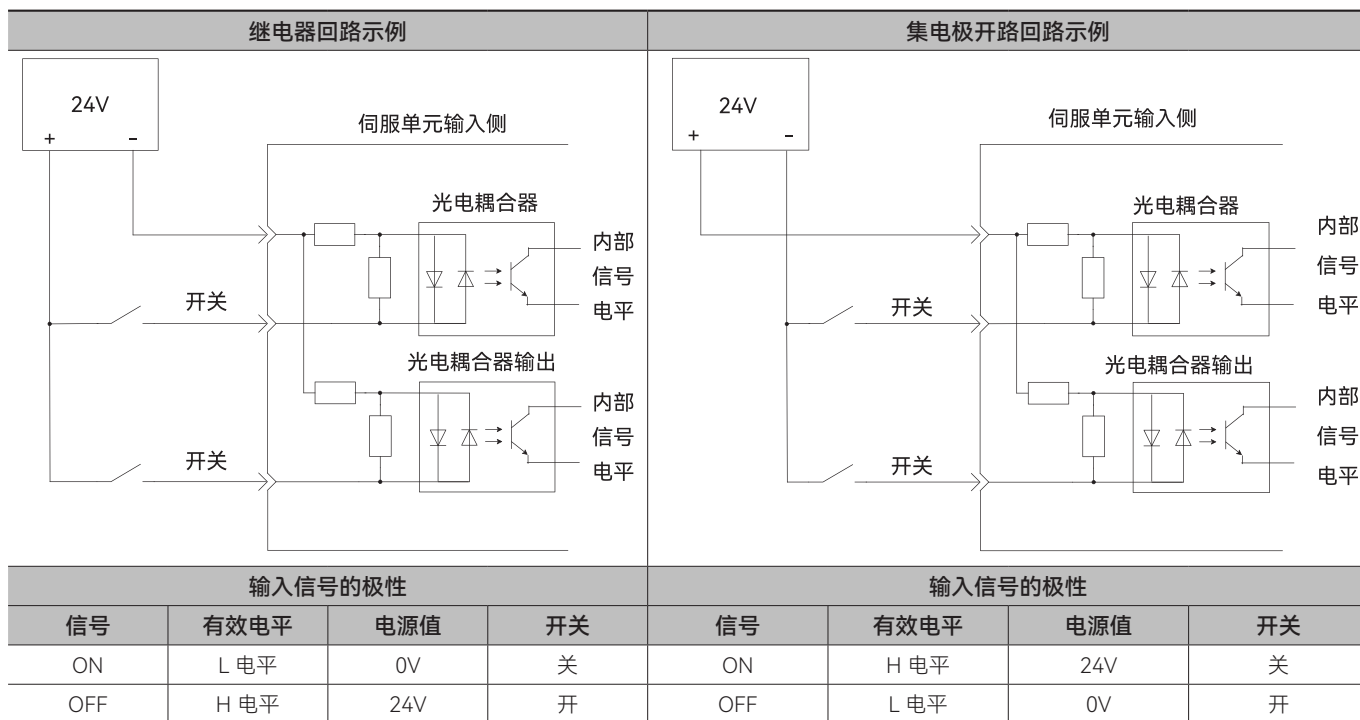 继电器回路示例 集电极开路回路示例
24V 24V
+ - + -
伺服单元输入侧 伺服单元输入侧
光电耦合器 光电耦合器
内部 内部
信号 信号
开关 电平 开关 电平
光电耦合器输出 光电耦合器输出
内部 内部
信号 信号
开关 电平 开关 电平
输入信号的极性 输入信号的极性
信号 有效电平 电源值 开关 信号 有效电平 电源值 开关
ON L 电平 0V 关 ON H 电平 24V 关
OFF H 电平 24V 开 OFF L 电平 0V 开